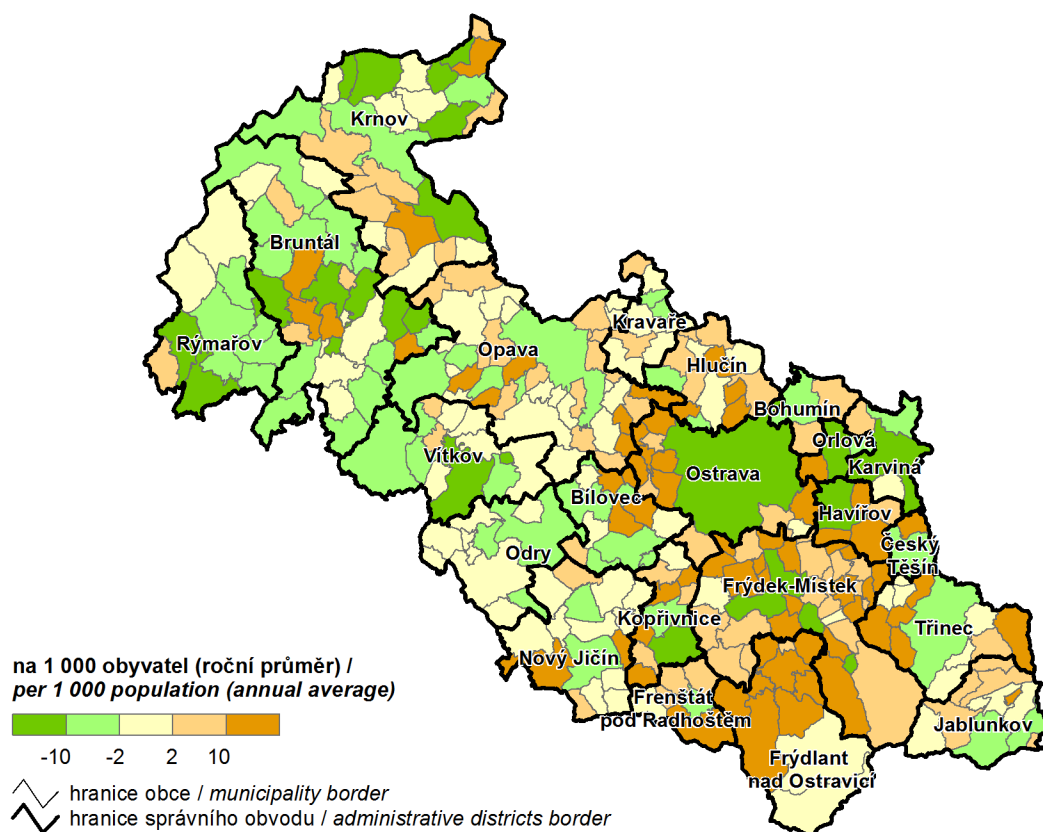 Krnov
Bruntál
Rýmařov
Opava
Kravaře
Hlučín
Bohumín
Orlová
Karviná
Ostrava
Vítkov
Bílovec
Havířov
Český
Těšín
Odry
Frýdek-Místek
Kopřivnice
Třinec
Nový Jičín
Frenštát
pod Radhoštěm
Jablunkov
Frýdlant
nad Ostravicí
na 1 000 obyvatel (roční průměr) /
per 1 000 population (annual average)
-10 -2 2 10
hranice obce / municipality border
hranice správního obvodu / administrative districts border